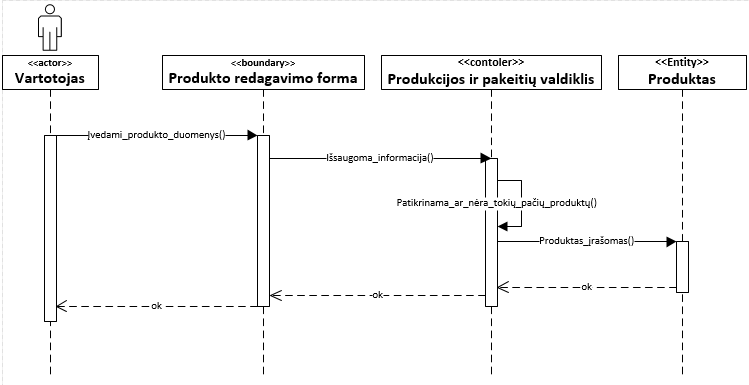 <<actor>>
Vartotojas
<<boundary>>
Produkto redagavimo forma
<<contoler>>
Produkcijos ir pakeitių valdiklis
<<Entity>>
Produktas
Įvedami_produkto_duomenys()
Išsaugoma_informacija()
Patikrinama_ar_nėra_tokių_pačių_produktų()
Produktas_įrašomas()
ok
ok
ok